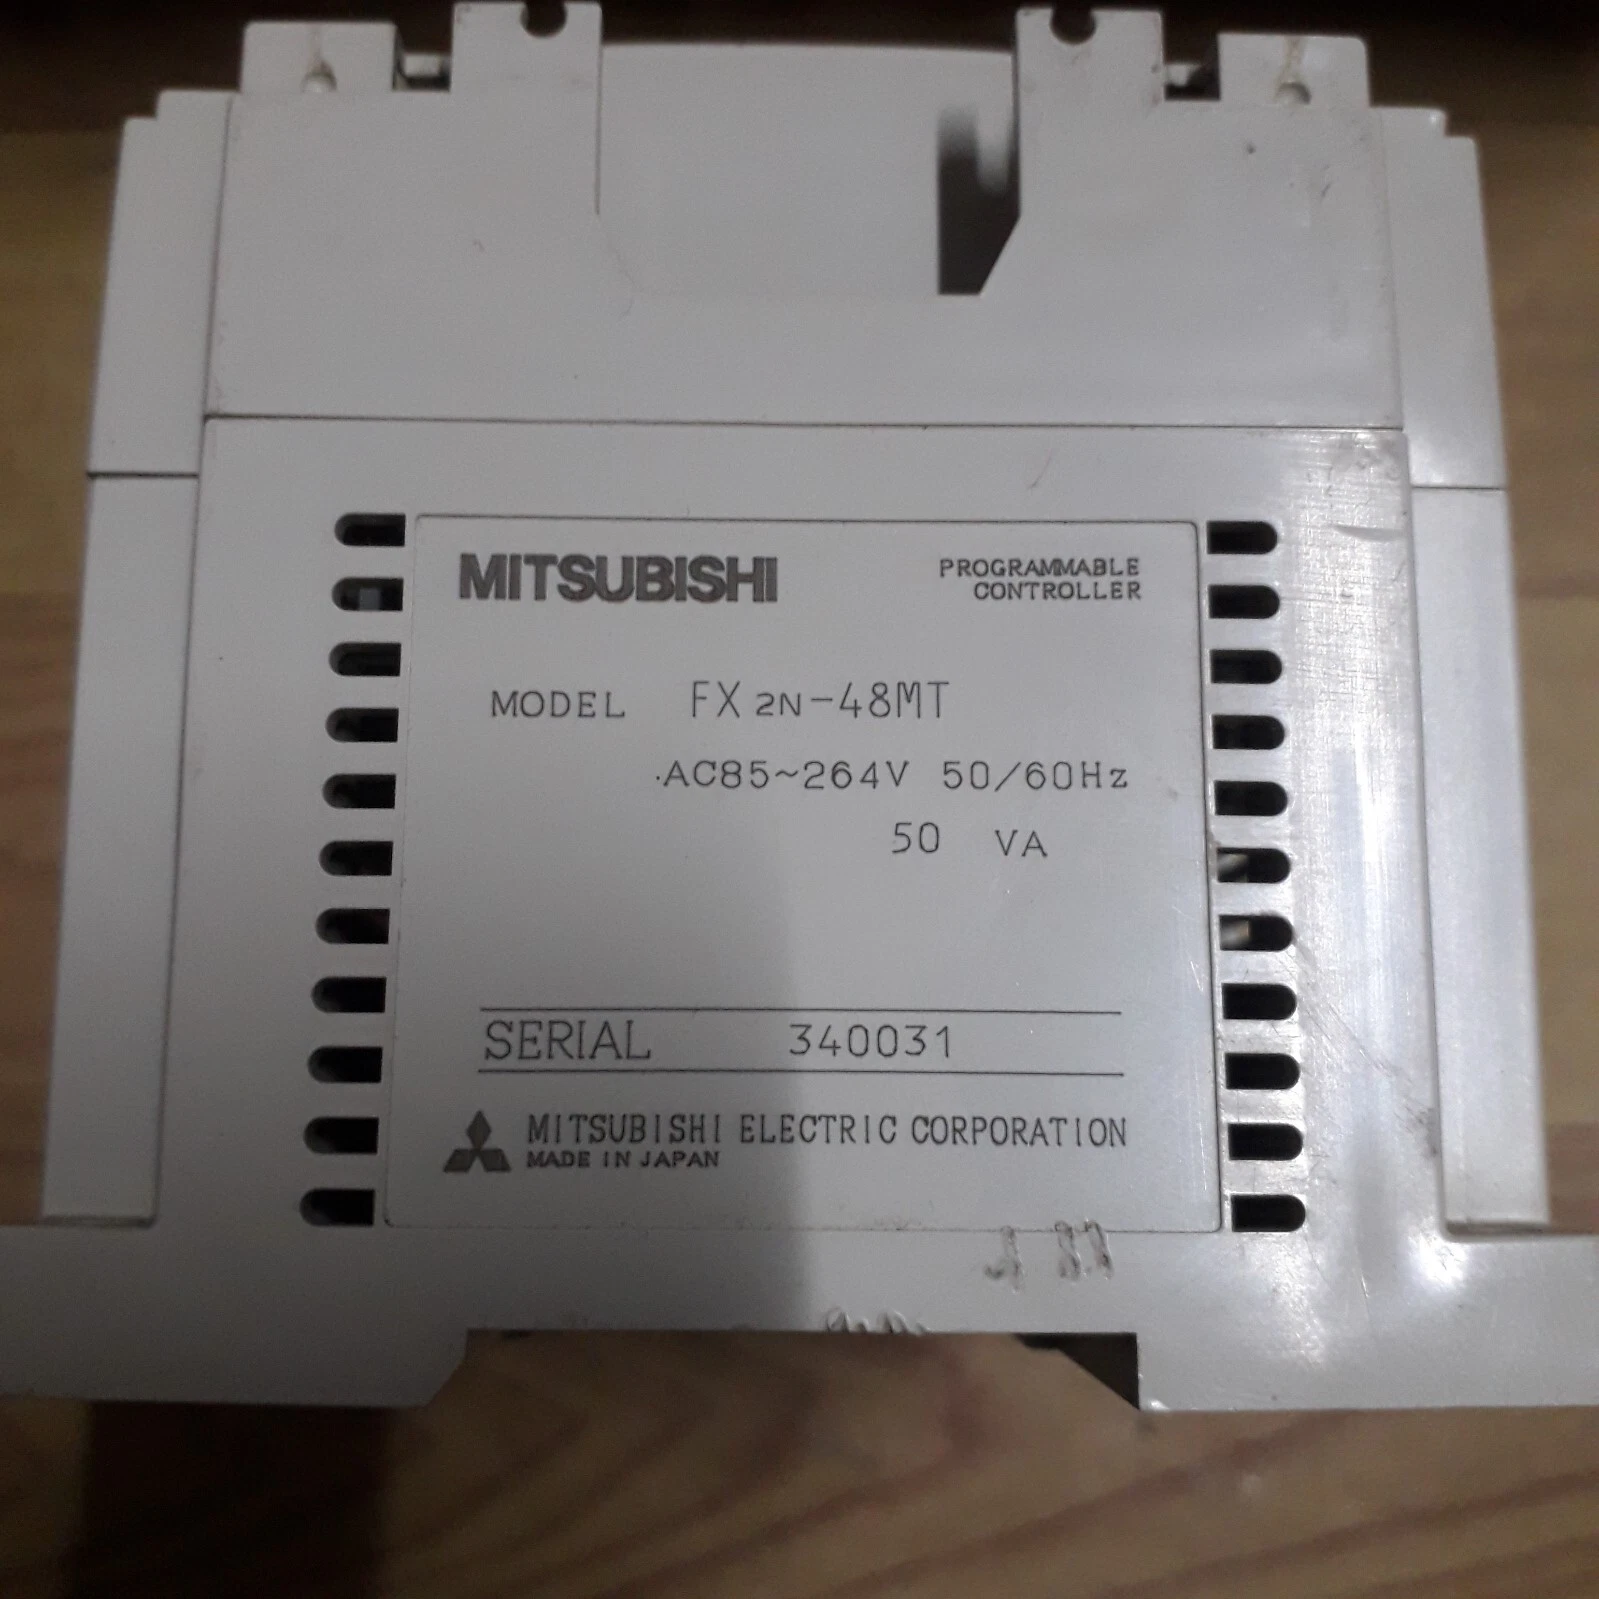 MITSUBISHI
PROGRAMMABLE
CONTROLLER
MODEL FX2N-48MT
AC85~264V 50/60Hz
50 VA
SERIAL 340031
MITSUBISHI ELECTRIC CORPORATION
MADE IN JAPAN